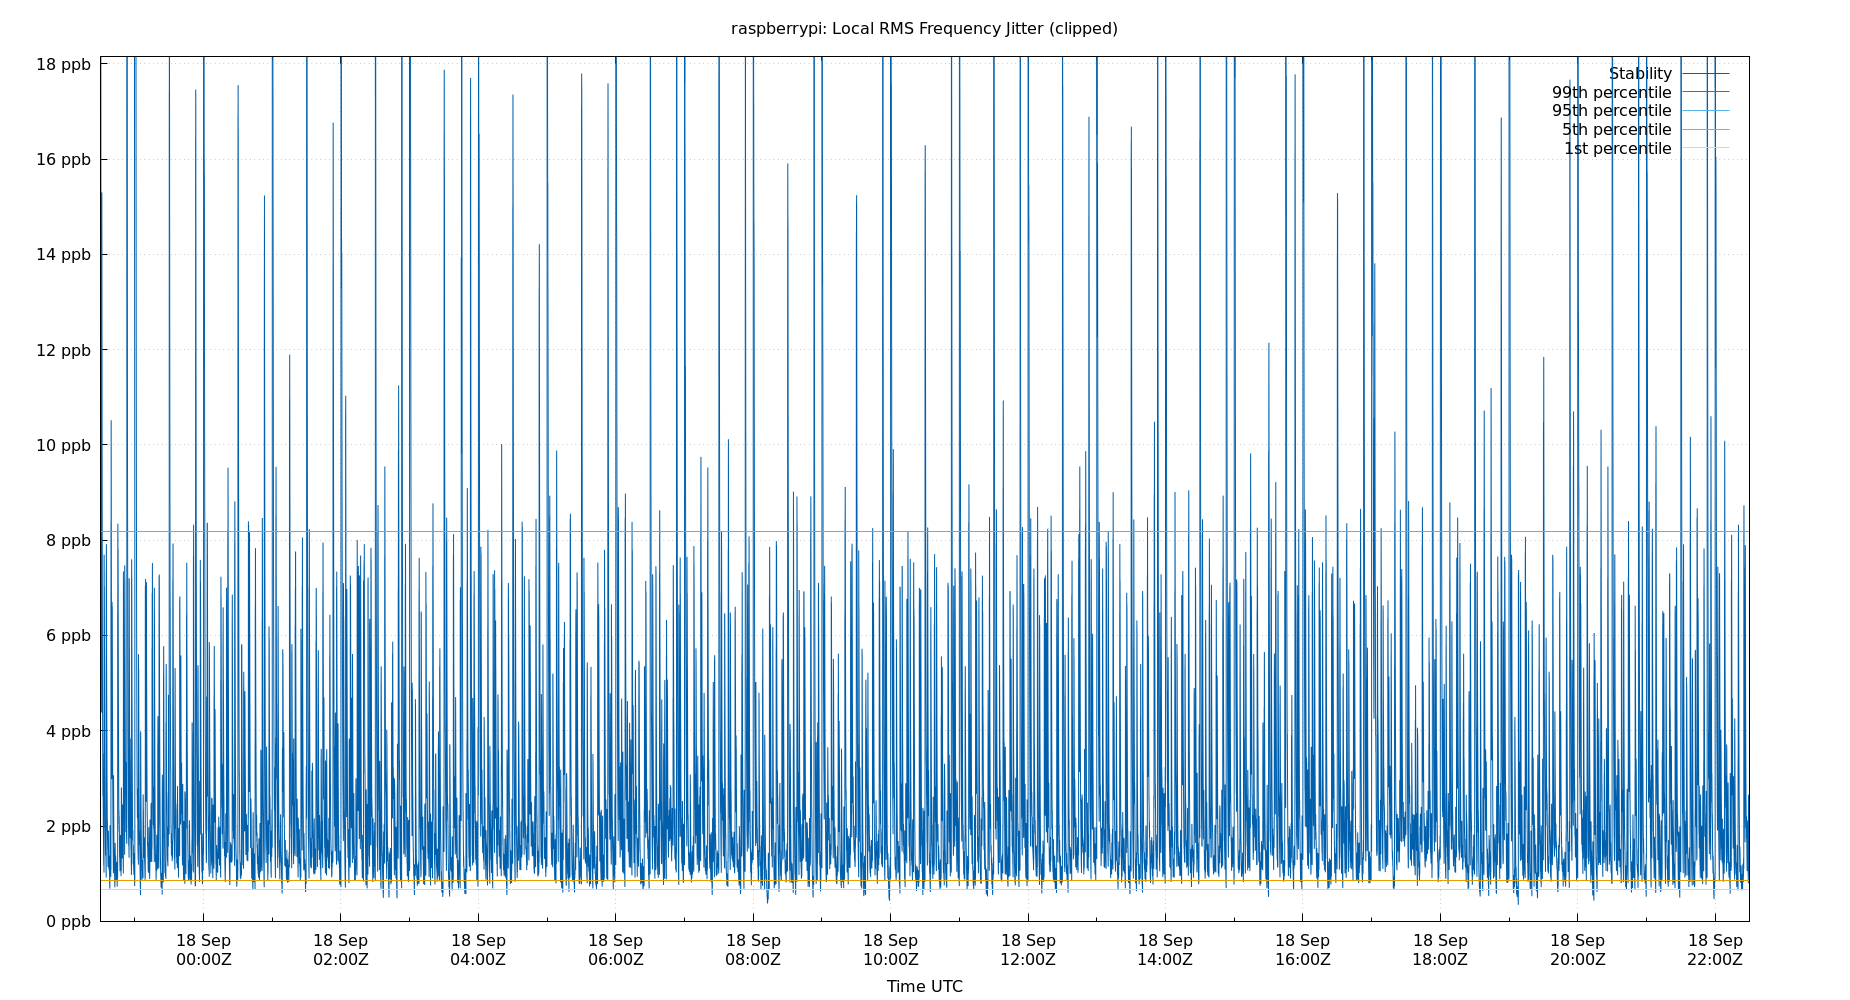 raspberrypi: Local RMS Frequency Jitter (clipped)
18 ppb
16 ppb
14 ppb
12 ppb
10 ppb
8 ppb
6 ppb
4 ppb
2 ppb
0 ppb
Stability
99th percentile
95th percentile
5th percentile
1st percentile
18 Sep 18 Sep 18 Sep 18 Sep 18 Sep 18 Sep 18 Sep 18 Sep 18 Sep 18 Sep 18 Sep 18 Sep
00:00Z 02:00Z 04:00Z 06:00Z 08:00Z 10:00Z 12:00Z 14:00Z 16:00Z 18:00Z 20:00Z 22:00Z
Time UTC